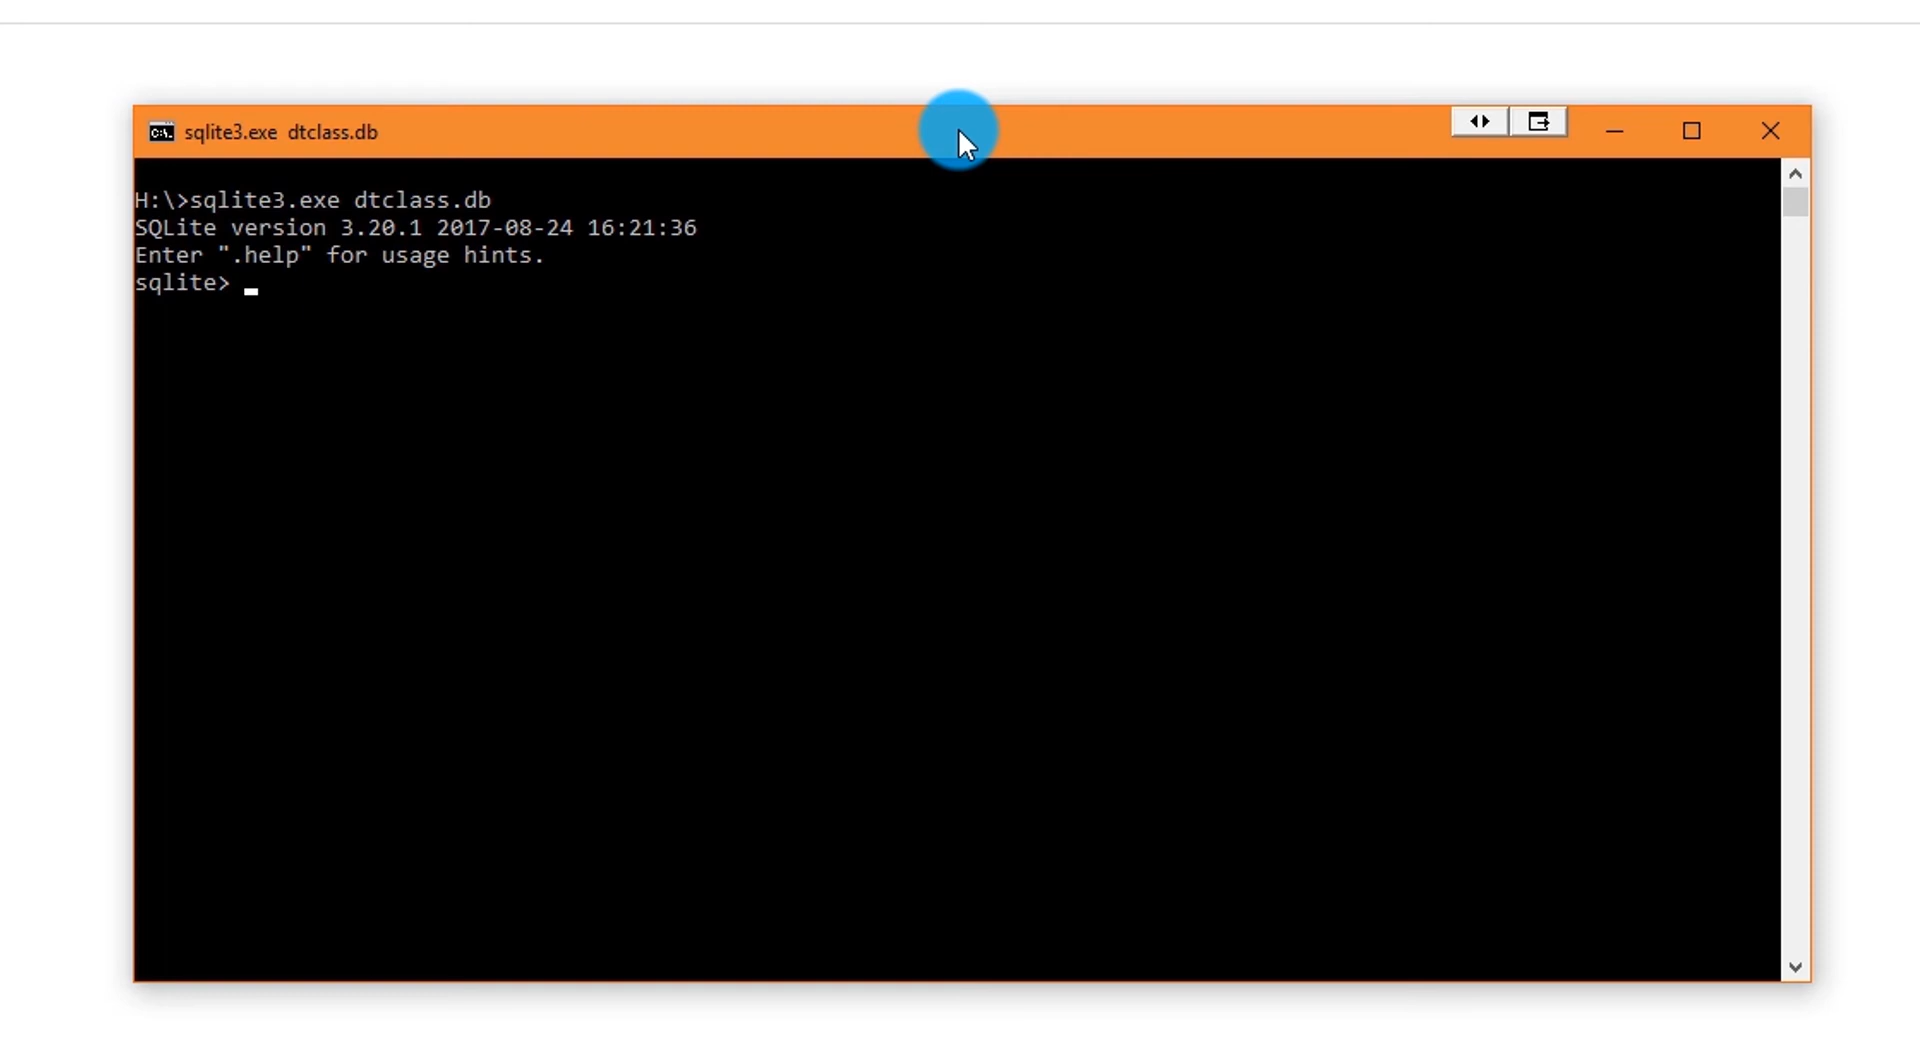 sqlite3.exe dtclass.db
H:\>sqlite3.exe dtclass.db
SQLite version 3.20.1 2017-08-24 16:21:36
Enter ".help" for usage hints.
sqlite>